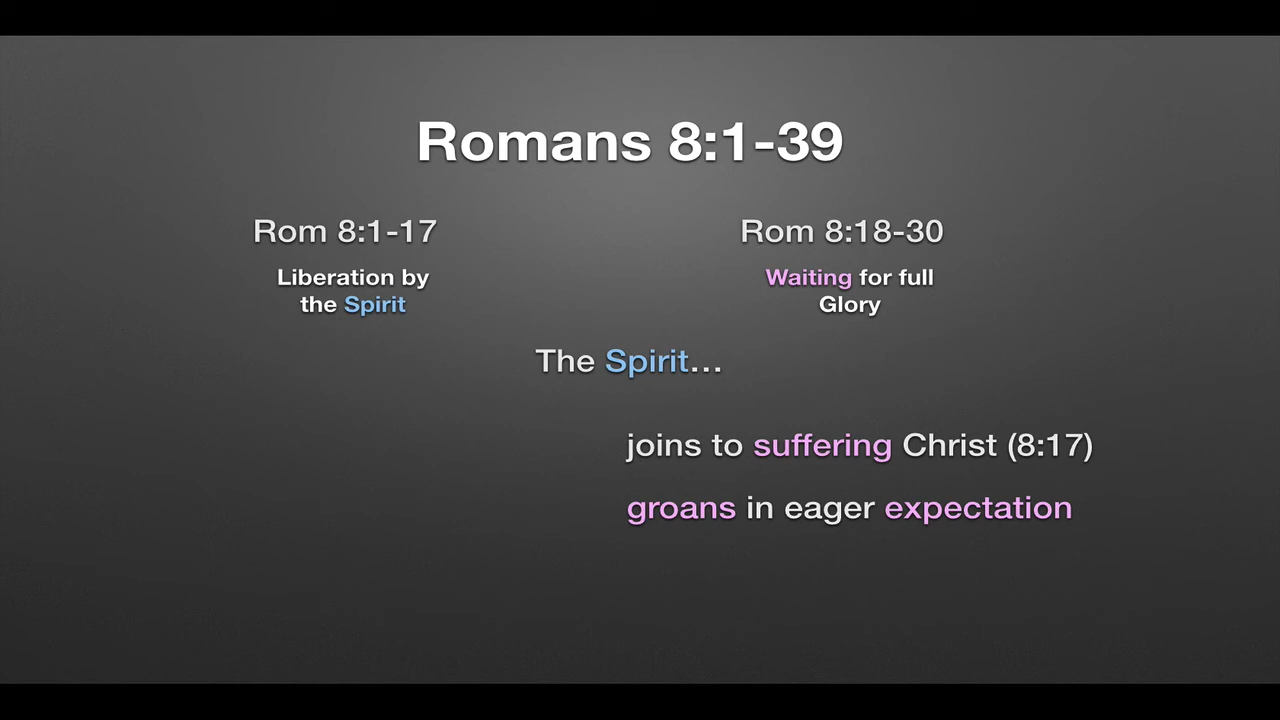 Romans 8:1-39
Rom 8:1-17
Liberation by
the Spirit
Rom 8:18-30
Waiting for full
Glory
The Spirit…
joins to suffering Christ (8:17)
groans in eager expectation